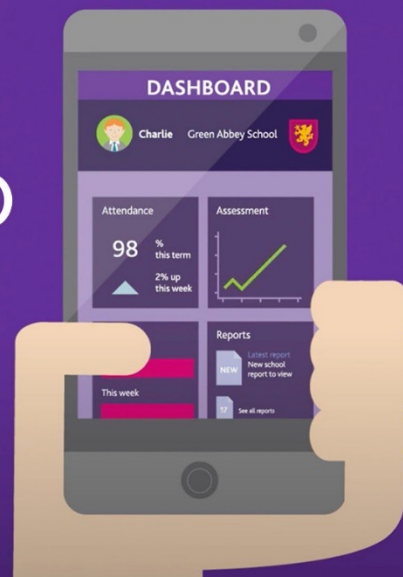 DASHBOARD
Charlie Green Abbey School
Attendance
98
%
this term
2% up
this week
Assessment
This week
Reports
NEW
Latest report
New school
report to view
57
See all reports